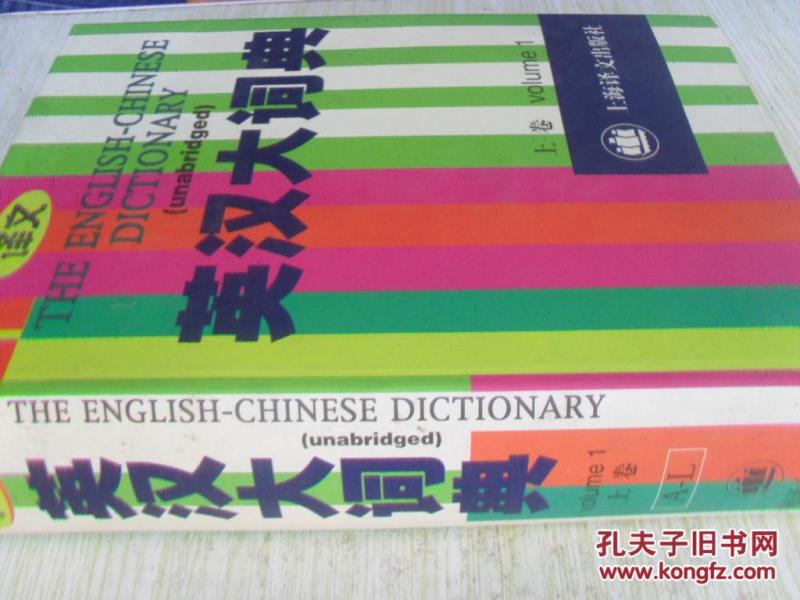 译文
THE ENGLISH-CHINESE
DICTIONARY
(unabridged)
英汉大词典
上卷 volume 1
上海译文出版社
THE ENGLISH-CHINESE DICTIONARY
(unabridged)
英汉大词典
volume 1
上卷
A-L
孔夫子旧书网
www.kongfz.com